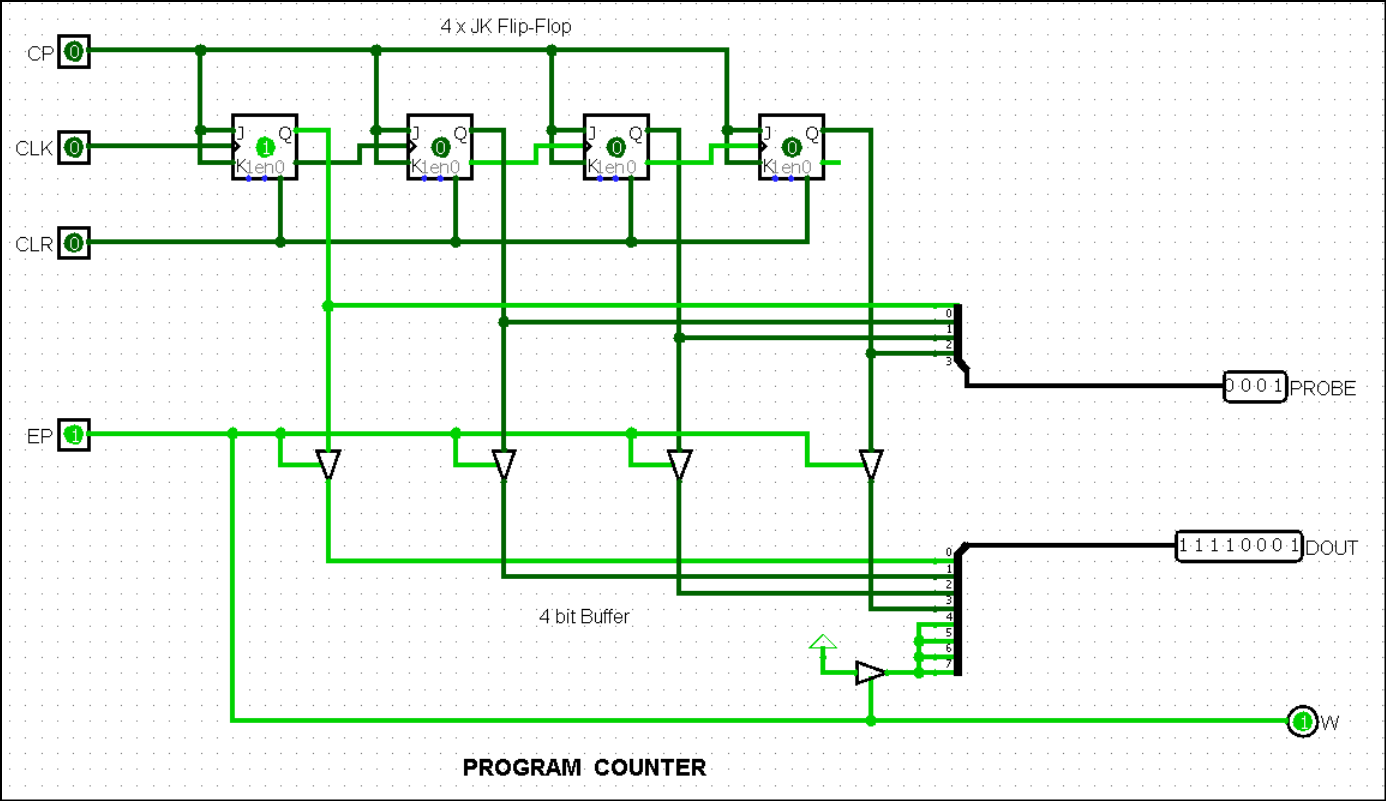 4 x JK Flip-Flop
CP 0
J Q J Q J Q J Q
CLK 0 1 0 0 0
K 1en0 K 1en0 K 1en0 K 1en0
CLR 0
0
1
2
3
0 0 0 1 PROBE
EP 1
0
1
2
3
4
5
6
7
1 1 1 1 0 0 0 1 DOUT
4 bit Buffer
1 W
PROGRAM COUNTER